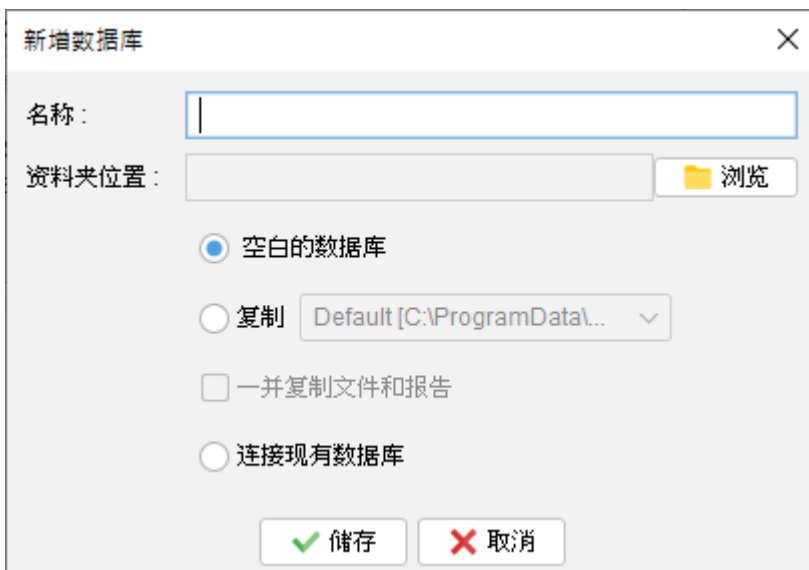 新增数据库
名称 :
资料夹位置 :
浏览
空白的数据库
复制 Default [C:\ProgramData\...
一并复制文件和报告
连接现有数据库
储存 取消